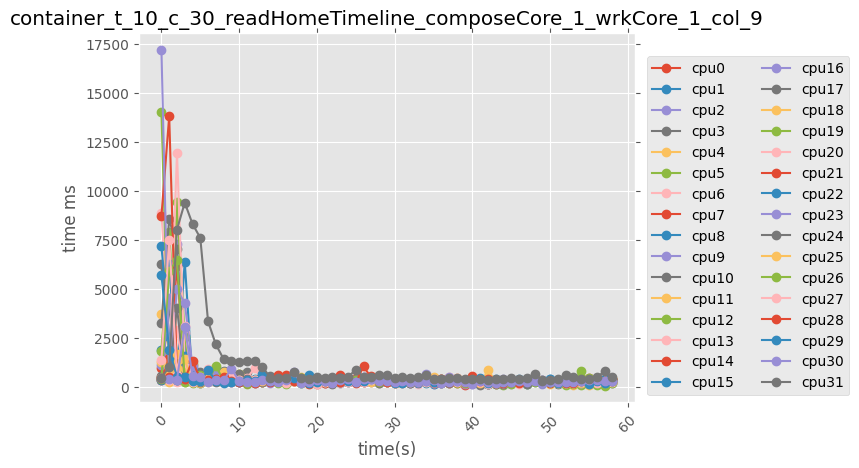 container_t_10_c_30_readHomeTimeline_composeCore_1_wrkCore_1_col_9
17500
15000
12500
10000
7500
5000
2500
0
time ms
0
10
20
30
40
50
60
time(s)
cpu0
cpu1
cpu2
cpu3
cpu4
cpu5
cpu6
cpu7
cpu8
cpu9
cpu10
cpu11
cpu12
cpu13
cpu14
cpu15
cpu16
cpu17
cpu18
cpu19
cpu20
cpu21
cpu22
cpu23
cpu24
cpu25
cpu26
cpu27
cpu28
cpu29
cpu30
cpu31